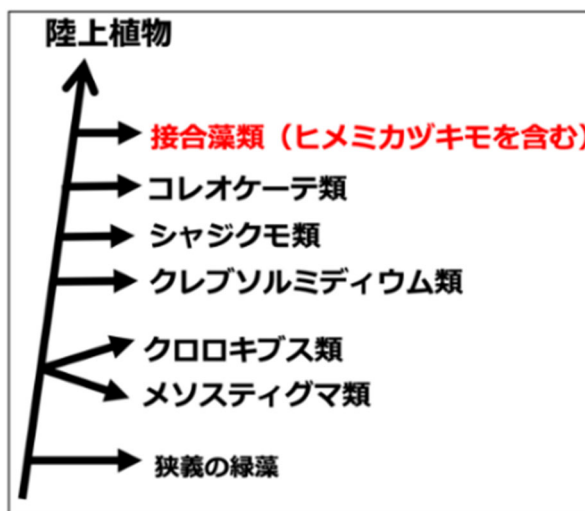 陸上植物
接合藻類（ヒメミカヅキモを含む）
コレオケーテ類
シャジクモ類
クレブソルミディウム類
クロロキブス類
メソスティグマ類
狭義の緑藻